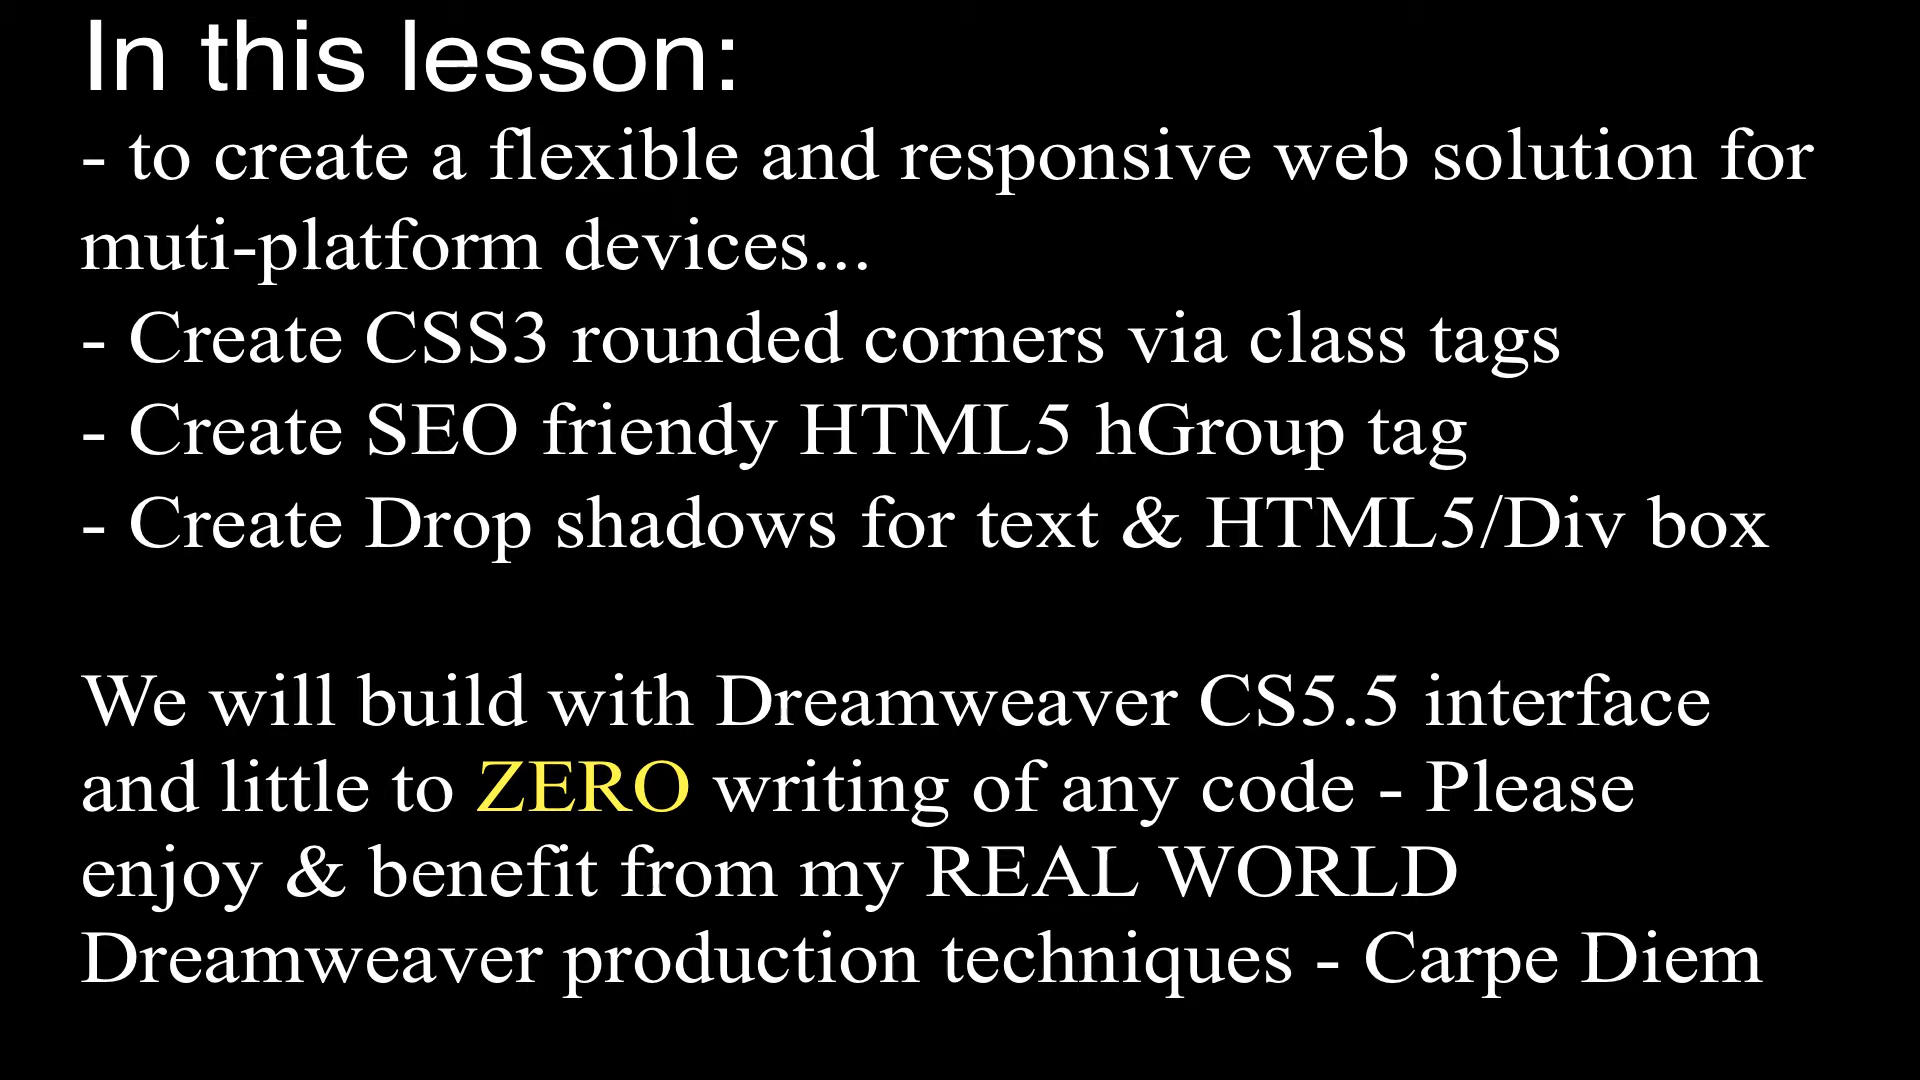 In this lesson:
- to create a flexible and responsive web solution for
muti-platform devices...
- Create CSS3 rounded corners via class tags
- Create SEO friendy HTML5 hGroup tag
- Create Drop shadows for text & HTML5/Div box
We will build with Dreamweaver CS5.5 interface
and little to ZERO writing of any code - Please
enjoy & benefit from my REAL WORLD
Dreamweaver production techniques - Carpe Diem